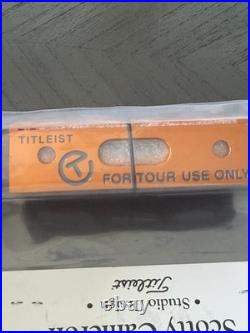 TITLEIST
T
FOR TOUR USE ONLY
Titleist
• Studio Design •
Scotty Cameron